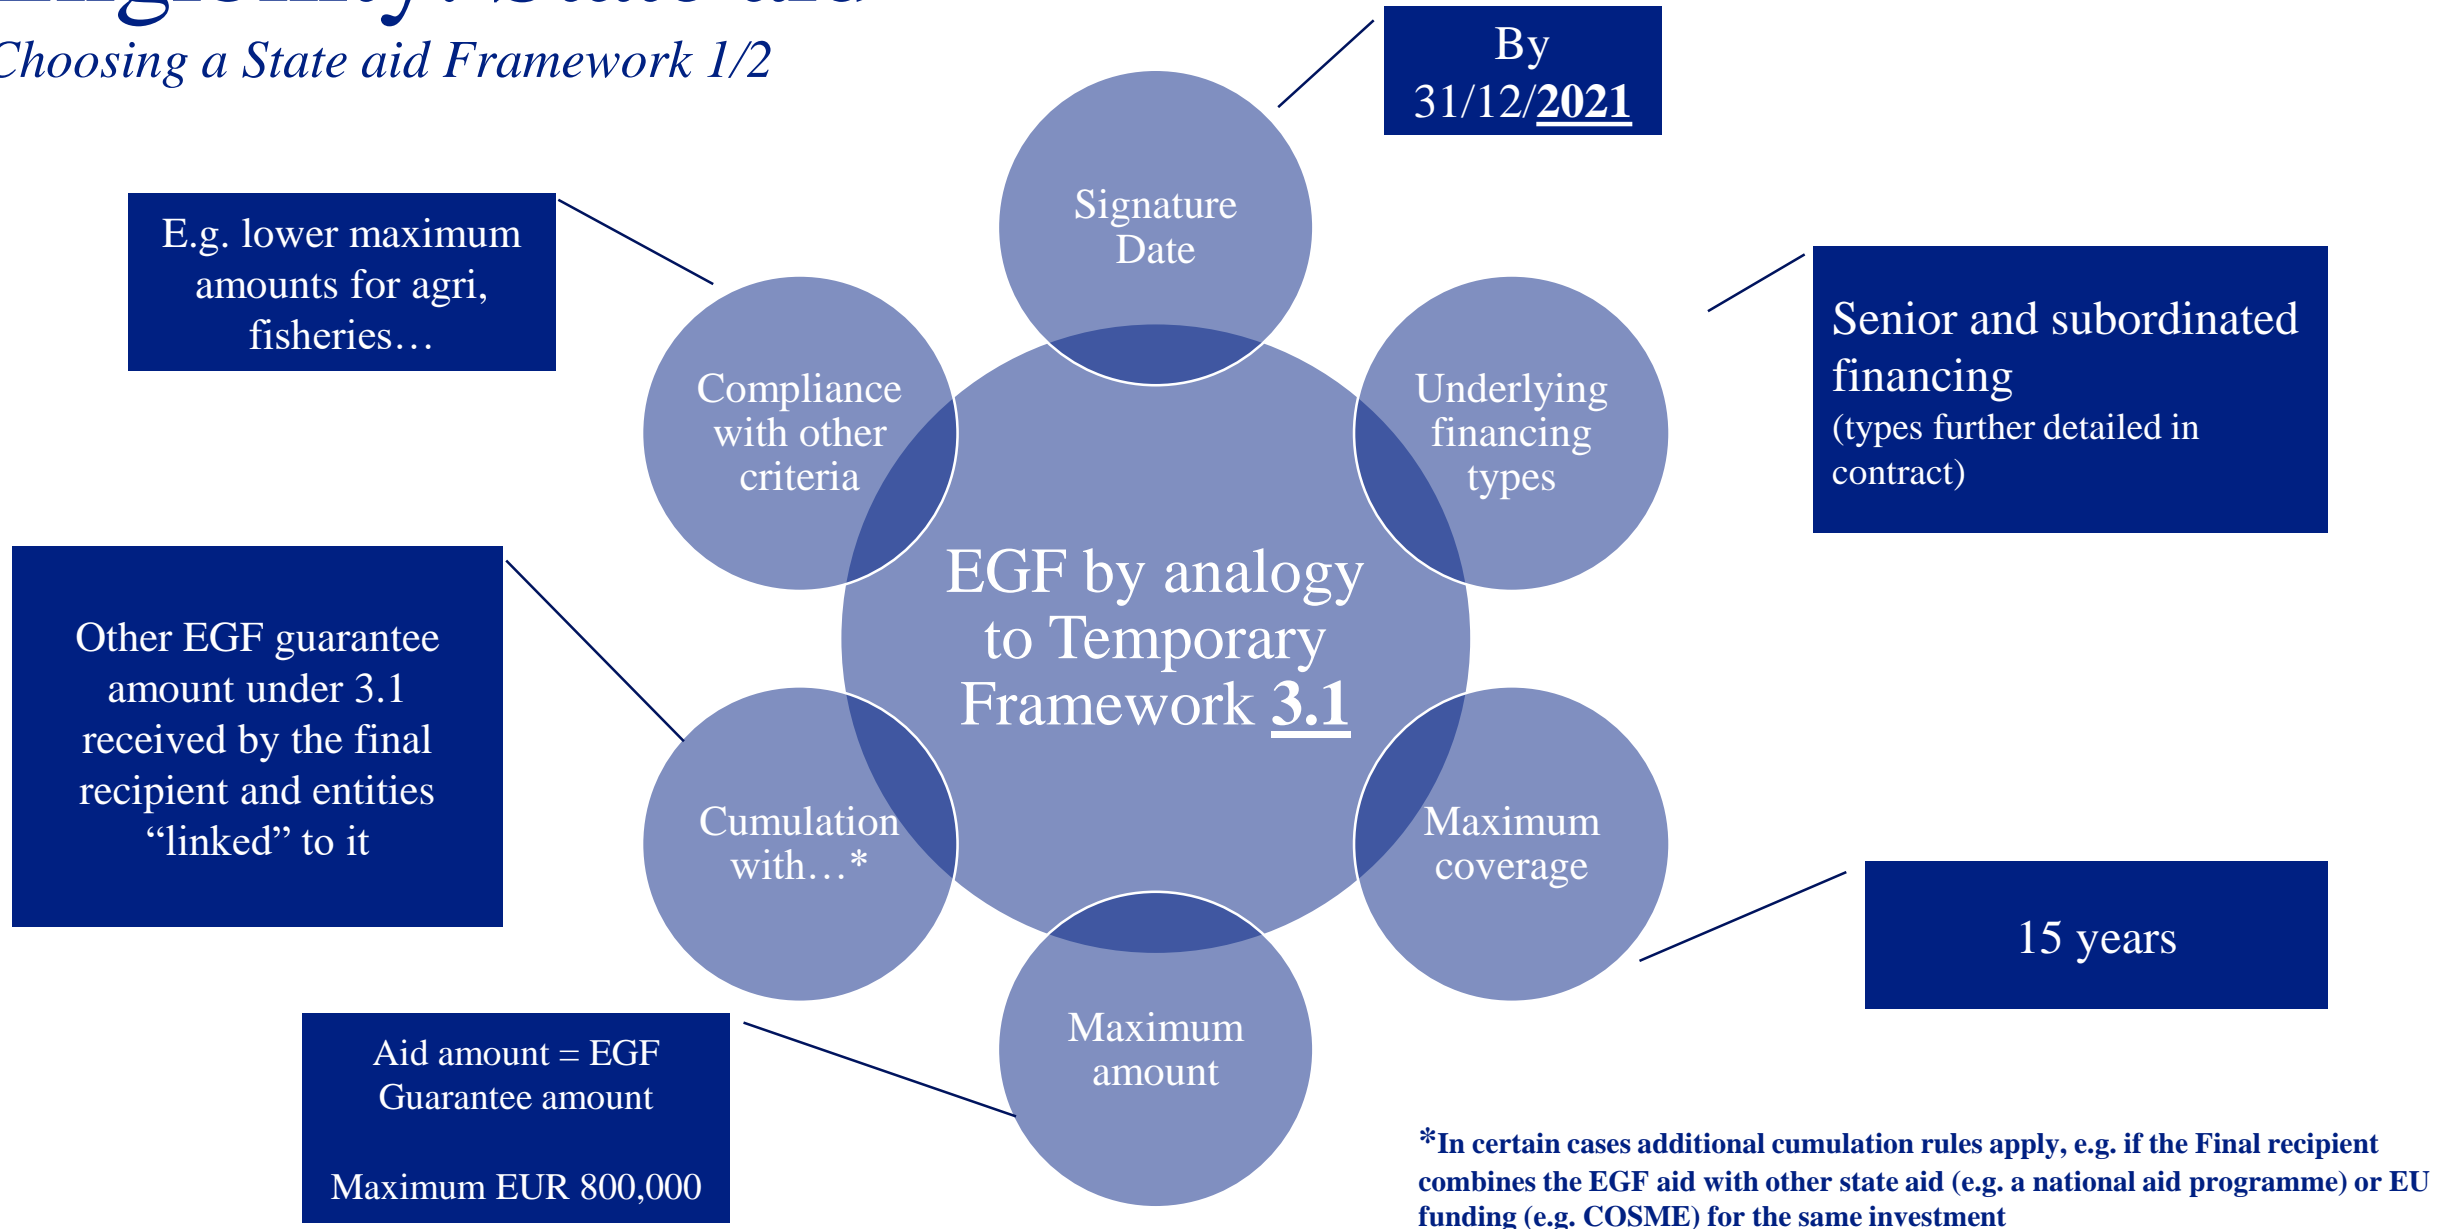 Eligibility: State aid
Choosing a State aid Framework 1/2
By
31/12/2021
Signature
Date
E.g. lower maximum
amounts for agri,
fisheries…
Senior and subordinated
financing
(types further detailed in
contract)
Compliance
with other
criteria
Underlying
financing
types
EGF by analogy
to Temporary
Framework 3.1
Other EGF guarantee
amount under 3.1
received by the final
recipient and entities
“linked” to it
Cumulation
with…*
Maximum
coverage
15 years
Aid amount = EGF
Guarantee amount
Maximum EUR 800,000
Maximum
amount
*In certain cases additional cumulation rules apply, e.g. if the Final recipient
combines the EGF aid with other state aid (e.g. a national aid programme) or EU
funding (e.g. COSME) for the same investment